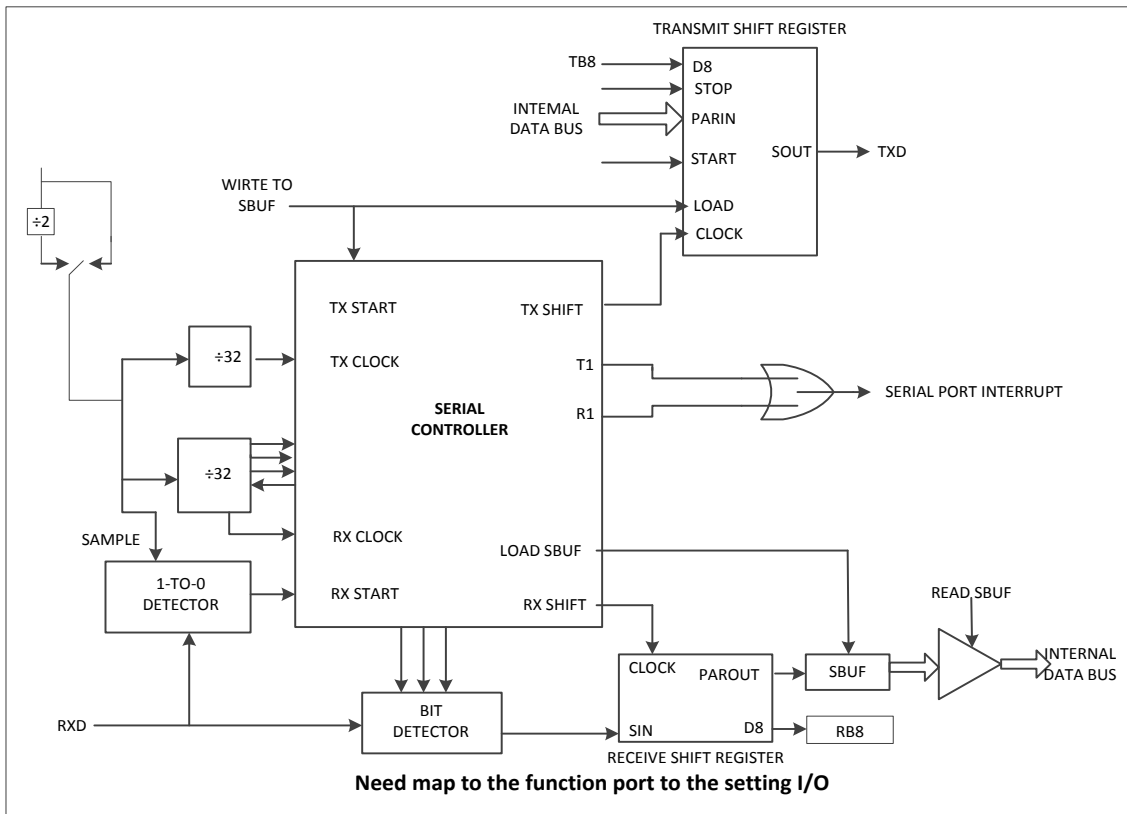 TRANSMIT SHIFT REGISTER
TB8
D8
STOP
INTEMAL
DATA BUS
PARIN
START
SOUT
TXD
WIRTE TO
SBUF
LOAD
CLOCK
÷2
TX START
TX SHIFT
÷32
TX CLOCK
T1
SERIAL
CONTROLLER
SERIAL PORT INTERRUPT
R1
÷32
SAMPLE
RX CLOCK
LOAD SBUF
1-TO-0
DETECTOR
RX START
RX SHIFT
READ SBUF
CLOCK
PAROUT
SBUF
INTERNAL
DATA BUS
RXD
BIT
DETECTOR
SIN
D8
RB8
RECEIVE SHIFT REGISTER
Need map to the function port to the setting I/O